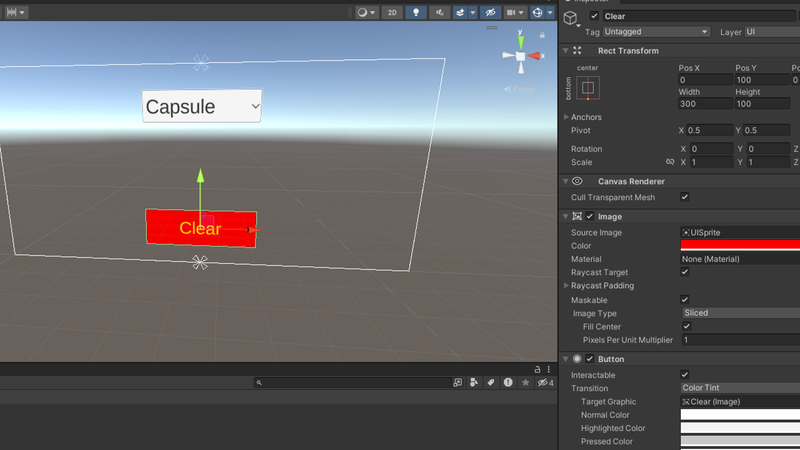 Clear
Tag Untagged Layer UI
2D
Rect Transform
center
bottom
Pos X Pos Y
0 100 0
Width Height
300 100
Anchors
Pivot X 0.5 Y 0.5
Rotation X 0 Y 0 Z
Scale X 1 Y 1 Z
Canvas Renderer
Cull Transparent Mesh
Image
Source Image UISprite
Color
Material None (Material)
Raycast Target
Raycast Padding
Maskable
Image Type Sliced
Fill Center
Pixels Per Unit Multiplier 1
Button
Interactable
Transition Color Tint
Target Graphic Clear (Image)
Normal Color
Highlighted Color
Pressed Color
y
x
Capsule
Clear
4